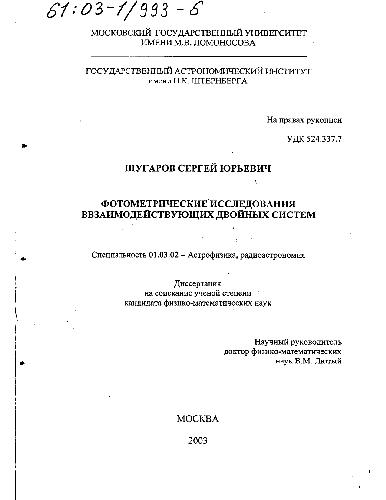 61:03-1/993-6
МОСКОВСКИЙ ГОСУДАРСТВЕННЫЙ УНИВЕРСИТЕТ
ИМЕНИ М.В. ЛОМОНОСОВА
ГОСУДАРСТВЕННЫЙ АСТРОНОМИЧЕСКИЙ ИНСТИТУТ
имени П.К. ШТЕРНБЕРГА
На правах рукописи
УДК 524.337.7
ШУГАРОВ СЕРГЕЙ ЮРЬЕВИЧ
ФОТОМЕТРИЧЕСКИЕ ИССЛЕДОВАНИЯ
ВВЗАИМОДЕЙСТВУЮЩИХ ДВОЙНЫХ СИСТЕМ
Специальность 01.03.02 – Астрофизика, радиоастрономия
Диссертация
на соискание ученой степени
кандидата физико-математических наук
Научный руководитель
доктор физико-математических
наук В.М. Лютый
МОСКВА
2003